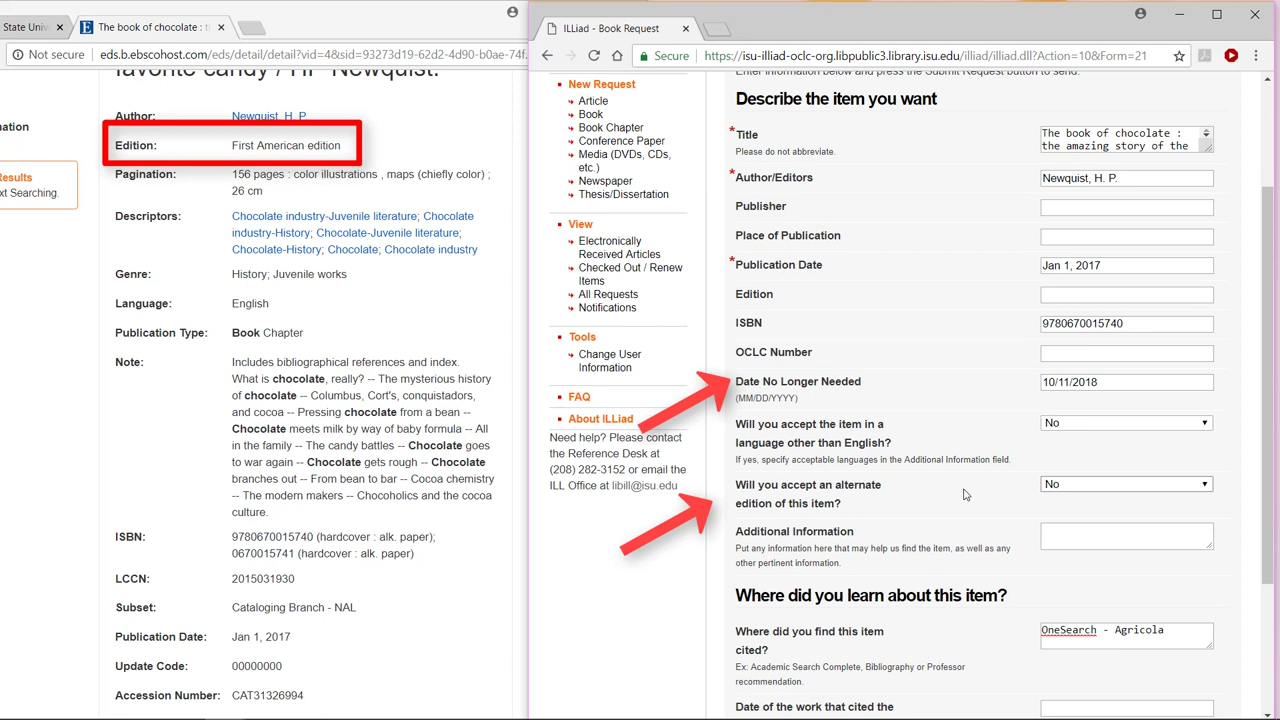 State Univ
The book of chocolate : t
Not secure
eds.b.ebscohost.com/eds/detail/detail?vid=4&sid=93273d19-62d2-4d90-b0ae-74f
favorite candy / HP Newquist.
Author: Newquist, H. P.
Edition: First American edition
Pagination: 156 pages : color illustrations , maps (chiefly color) ;
26 cm
Descriptors: Chocolate industry-Juvenile literature; Chocolate
industry-History; Chocolate-Juvenile literature;
Chocolate-History; Chocolate; Chocolate industry
Genre: History; Juvenile works
Language: English
Publication Type: Book Chapter
Note: Includes bibliographical references and index.
What is chocolate, really? -- The mysterious history
of chocolate -- Columbus, Cort's, conquistadors,
and cocoa -- Pressing chocolate from a bean --
Chocolate meets milk by way of baby formula -- All
in the family -- The candy battles -- Chocolate goes
to war again -- Chocolate gets rough -- Chocolate
branches out -- From bean to bar -- Cocoa chemistry
-- The modern makers -- Chocoholics and the cocoa
culture.
ISBN: 9780670015740 (hardcover : alk. paper);
0670015741 (hardcover : alk. paper)
LCCN: 2015031930
Subset: Cataloging Branch - NAL
Publication Date: Jan 1, 2017
Update Code: 00000000
Accession Number: CAT31326994
mation
Results
xt Searching.
ILLiad - Book Request
Secure
https://isu-illiad-oclc-org.libpublic3.library.isu.edu/illiad/illiad.dll?Action=10&Form=21
New Request
Article
Book
Book Chapter
Conference Paper
Media (DVDs, CDs,
etc.)
Newspaper
Thesis/Dissertation
View
Electronically
Received Articles
Checked Out / Renew
Items
All Requests
Notifications
Tools
Change User
Information
FAQ
About ILLiad
Need help? Please contact
the Reference Desk at
(208) 282-3152 or email the
ILL Office at libill@isu.edu
Enter information below and press the Submit Request button to send.
Describe the item you want
*Title
Please do not abbreviate.
The book of chocolate :
the amazing story of the
*Author/Editors Newquist, H. P.
Publisher
Place of Publication
*Publication Date Jan 1, 2017
Edition
ISBN 9780670015740
OCLC Number
Date No Longer Needed 10/11/2018
(MM/DD/YYYY)
Will you accept the item in a No
language other than English?
If yes, specify acceptable languages in the Additional Information field.
Will you accept an alternate No
edition of this item?
Additional Information
Put any information here that may help us find the item, as well as any
other pertinent information.
Where did you learn about this item?
Where did you find this item OneSearch - Agricola
cited?
Ex: Academic Search Complete, Bibliography or Professor
recommendation.
Date of the work that cited the